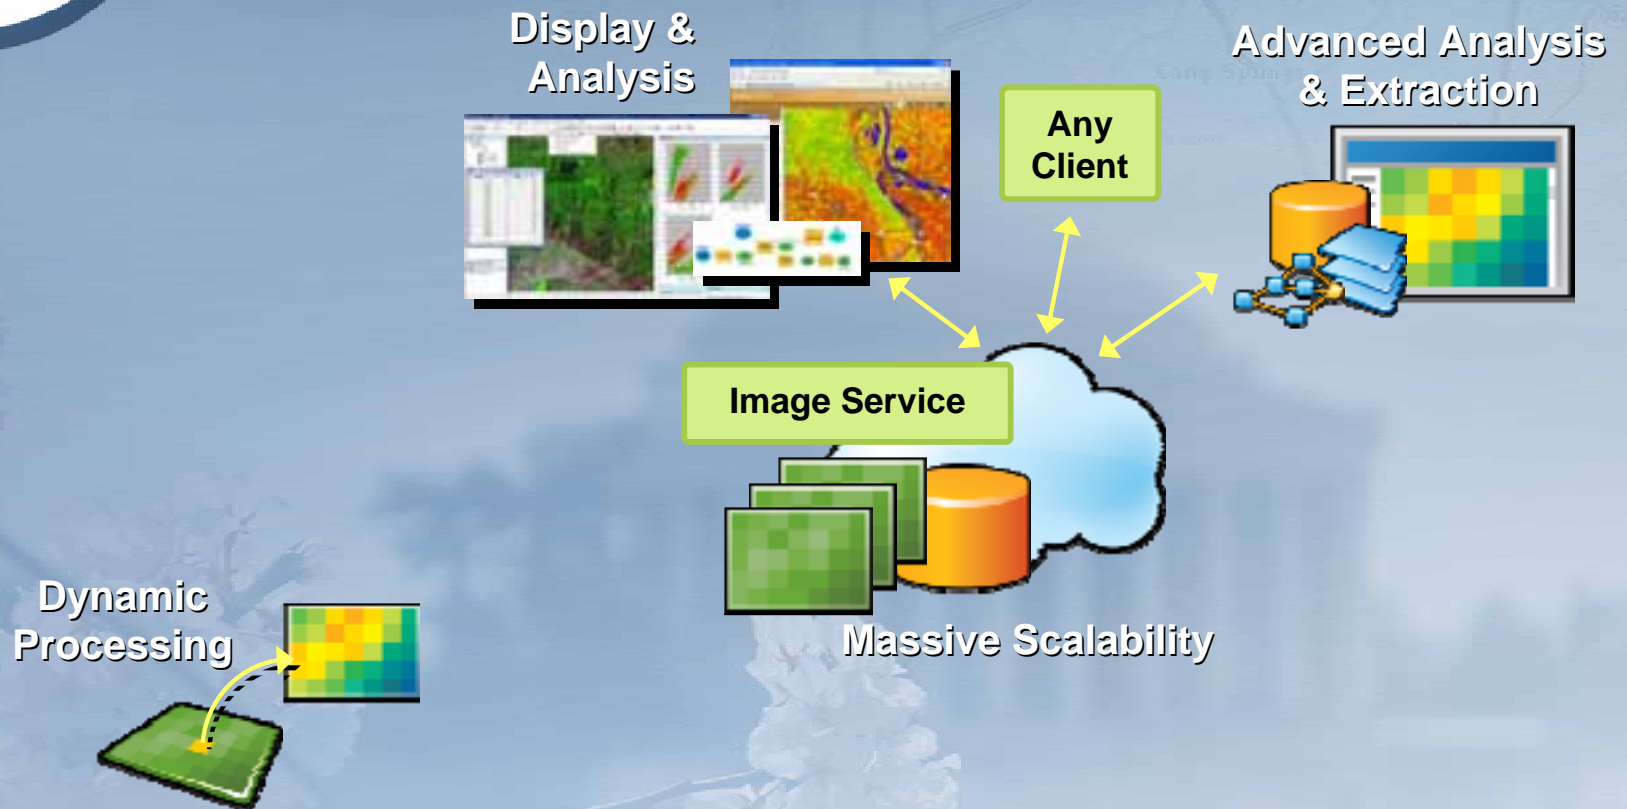 Display &
Analysis
Advanced Analysis
& Extraction
Any
Client
Image Service
Massive Scalability
Dynamic
Processing